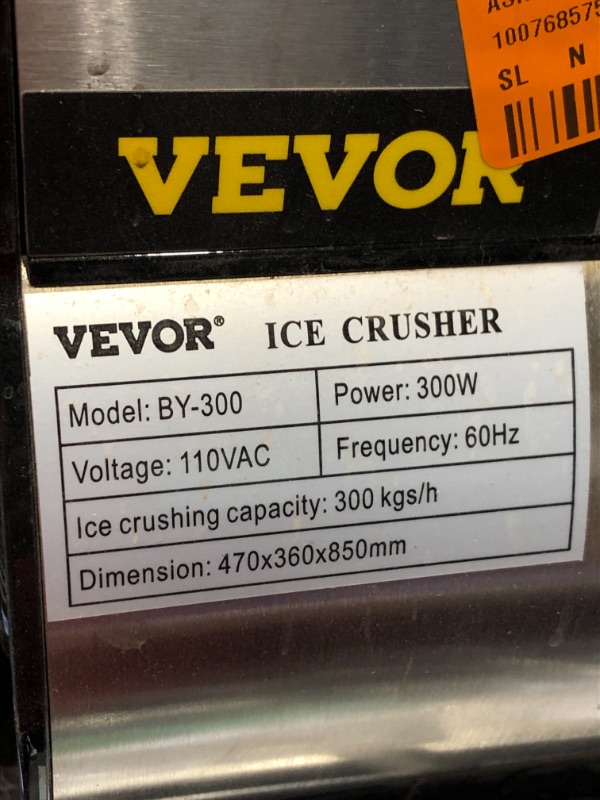 100768575
SL N
VEVOR
VEVOR® ICE CRUSHER
Model: BY-300
Power: 300W
Voltage: 110VAC
Frequency: 60Hz
Ice crushing capacity: 300 kgs/h
Dimension: 470x360x850mm